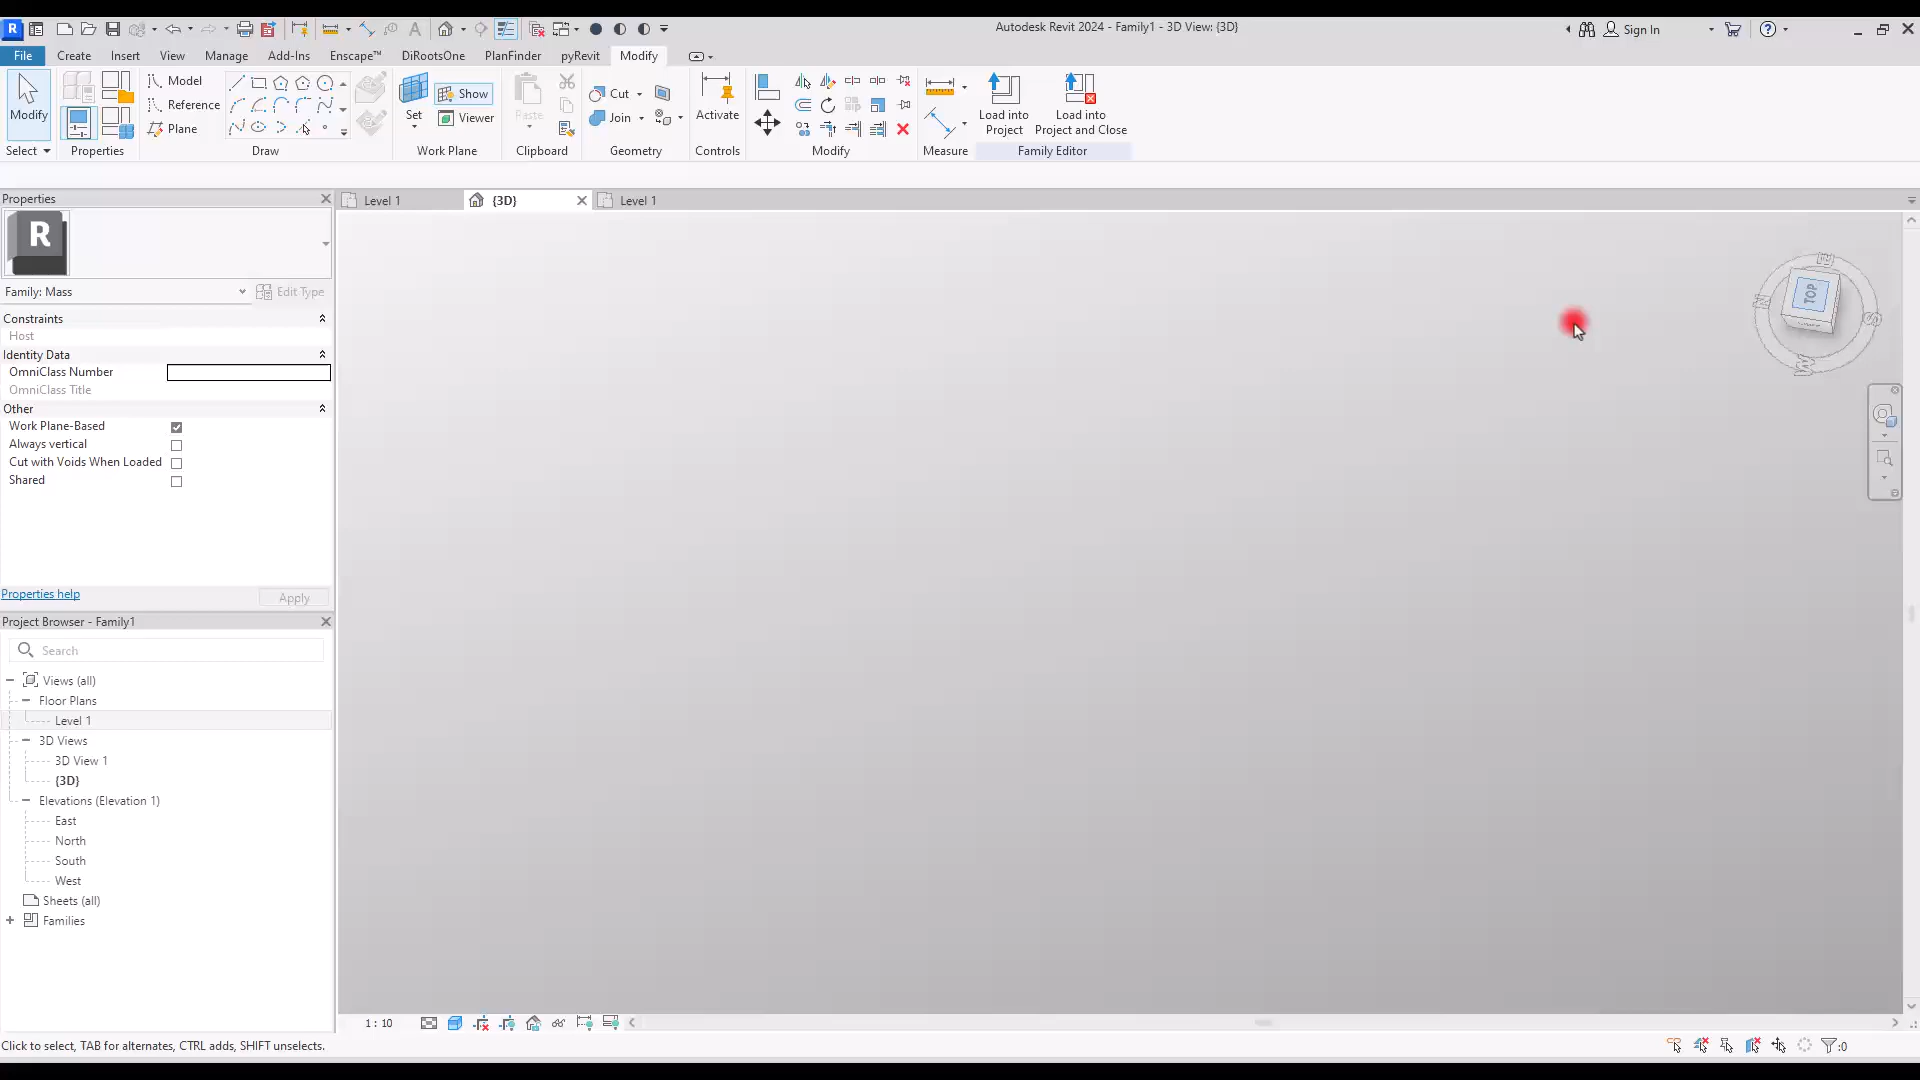 R
Autodesk Revit 2024 - Family1 - 3D View: {3D}
Sign In
File
Create
Insert
View
Manage
Add-Ins
Enscape™
DiRootsOne
PlanFinder
pyRevit
Modify
Modify
Model
Reference
Plane
Set
Show
Viewer
Paste
Cut
Join
Activate
Load into
Project
Load into
Project and Close
Select
Properties
Draw
Work Plane
Clipboard
Geometry
Controls
Modify
Measure
Family Editor
Properties
Level 1
{3D}
Level 1
R
Family: Mass
Edit Type
Constraints
Host
Identity Data
OmniClass Number
OmniClass Title
Other
Work Plane-Based
Always vertical
Cut with Voids When Loaded
Shared
Properties help
Apply
E
N
TOP
S
W
Project Browser - Family1
Search
Views (all)
Floor Plans
Level 1
3D Views
3D View 1
{3D}
Elevations (Elevation 1)
East
North
South
West
Sheets (all)
Families
1 : 10
Click to select, TAB for alternates, CTRL adds, SHIFT unselects.
:0